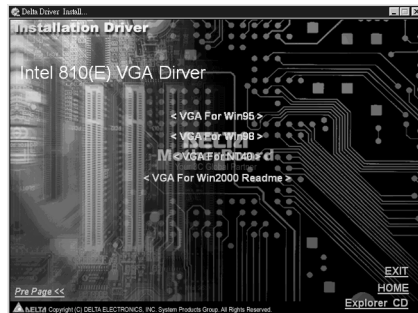 Delta Driver Install...
Installation Driver
Intel 810(E) VGA Dirver
< VGA For Win95 >
< VGA For Win98 >
< VGA For NT40 >
< VGA For Win2000 Readme >
EXIT
HOME
Pre Page <<
Explorer CD
DELTA Copyright (C) DELTA ELECTRONICS, INC. System Products Group. All Rights Reserved.